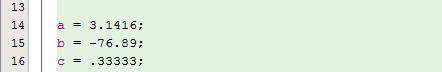 13
14 a = 3.1416;
15 b = -76.89;
16 c = .33333;